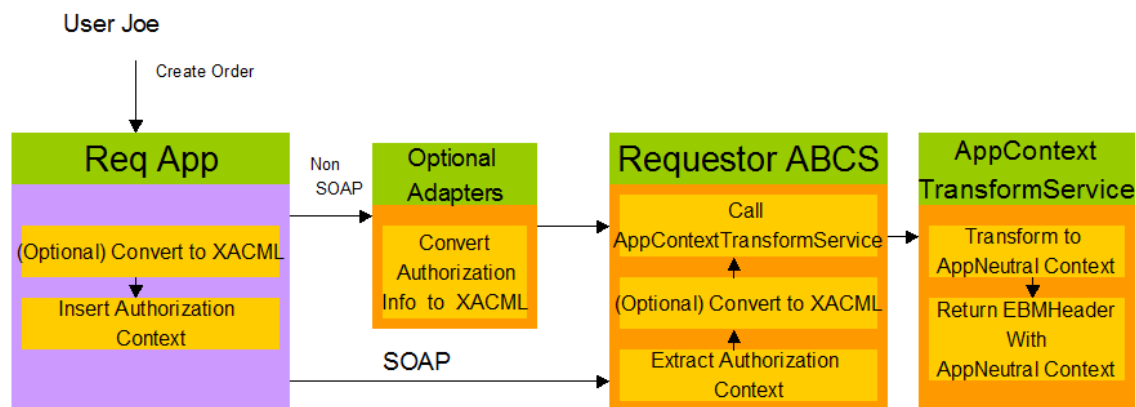 User Joe
Create Order
Req App
(Optional) Convert to XACML
Insert Authorization
Context
Non
SOAP
SOAP
Optional
Adapters
Convert
Authorization
Info to XACML
Requestor ABCS
Call
AppContextTransformService
(Optional) Convert to XACML
Extract Authorization
Context
AppContext
TransformService
Transform to
AppNeutral Context
Return EBMHeader
With
AppNeutral Context